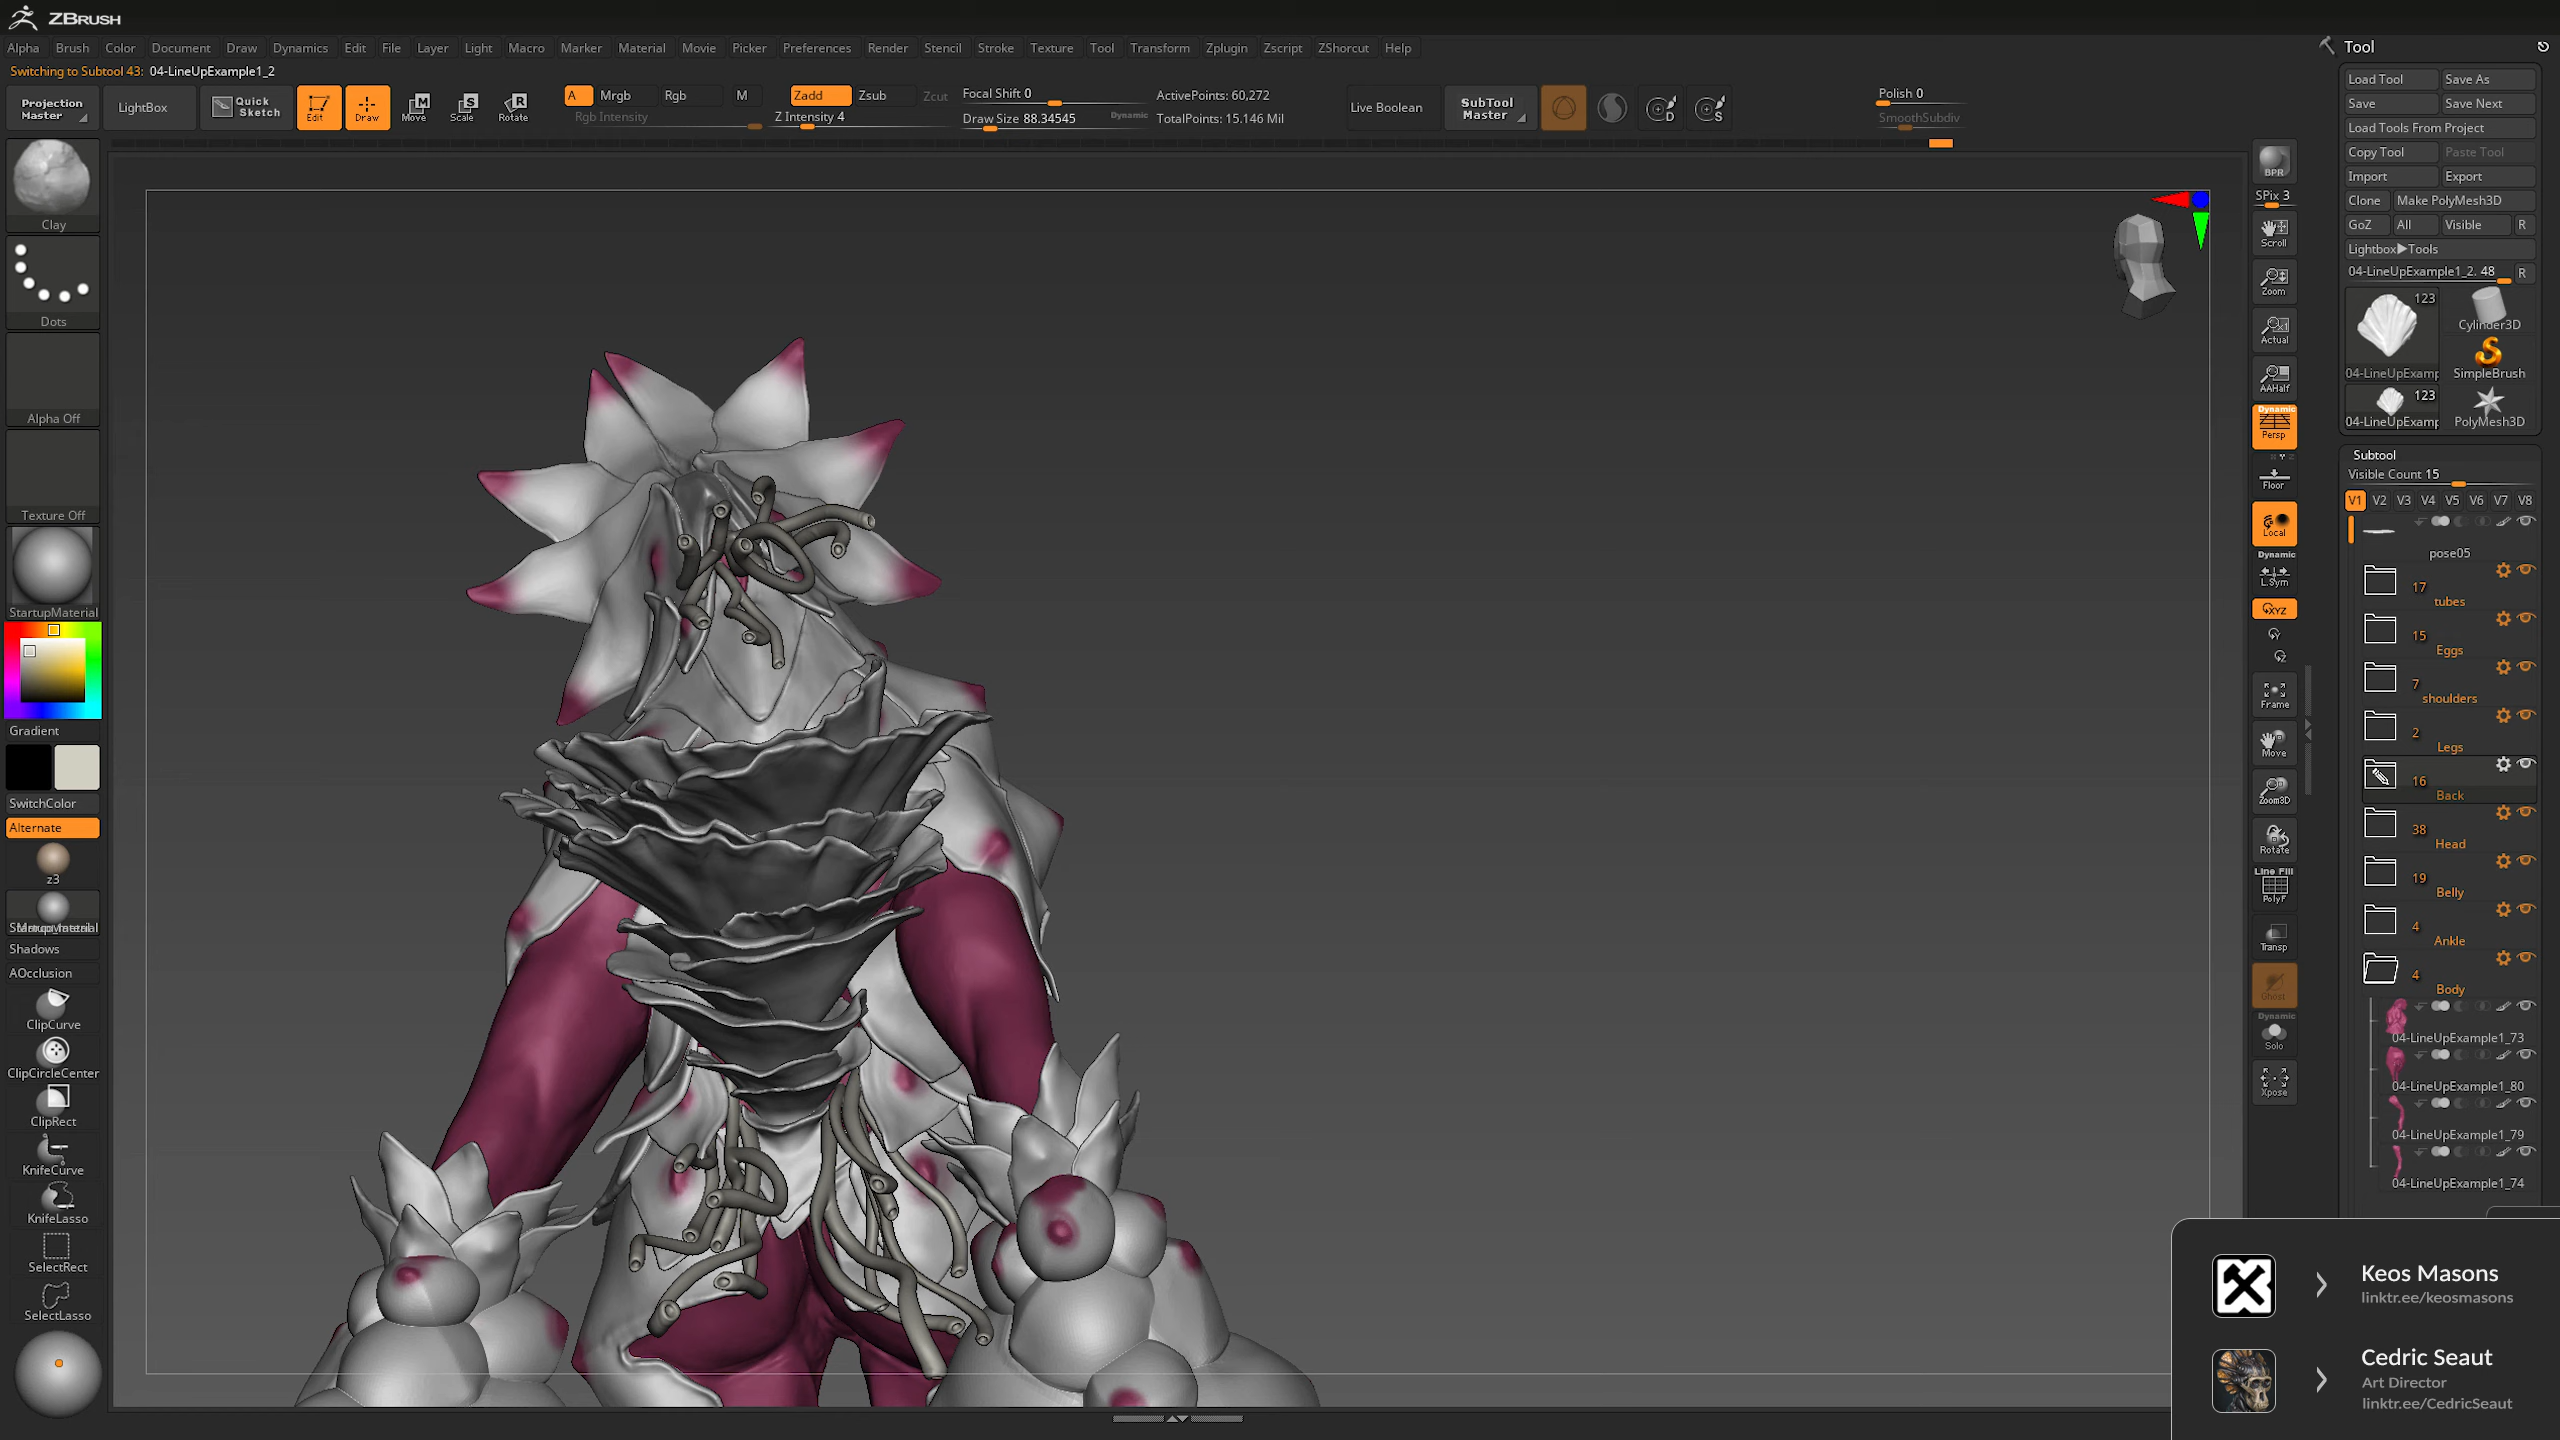 ZBRUSH
Alpha Brush Color Document Draw Dynamics Edit File Layer Light Macro Marker Material Movie Picker Preferences Render Stencil Stroke Texture Tool Transform Zplugin Zscript ZShorcut Help
Switching to Subtool 43: 04-LineUpExample1_2
Projection Master
LightBox
Quick Sketch
Edit
Draw
Move
Scale
Rotate
A Mrgb Rgb M
Rgb Intensity
Zadd Zsub Zcut
Z Intensity 4
Focal Shift 0
Draw Size 88.34545
Dynamic
ActivePoints: 60,272
TotalPoints: 15.146 Mil
Live Boolean
SubTool Master
D
S
Polish 0
SmoothSubdiv
Clay
Dots
Alpha Off
Texture Off
StartupMaterial
Gradient
SwitchColor
Alternate
z3
Shadows
AOcclusion
ClipCurve
ClipCircleCenter
ClipRect
KnifeCurve
KnifeLasso
SelectRect
SelectLasso
BPR
SPix 3
Scroll
Zoom
Actual
AAHalf
Dynamic
Persp
Floor
Local
Dynamic
L.Sym
XYZ
Frame
Move
Zoom3D
Rotate
Line Fill
PolyF
Transp
Ghost
Dynamic
Solo
Xpose
Tool
Load Tool Save As
Save Save Next
Load Tools From Project
Copy Tool Paste Tool
Import Export
Clone Make PolyMesh3D
GoZ All Visible R
Lightbox▶Tools
04-LineUpExample1_2. 48 R
123
Cylinder3D
04-LineUpExamp SimpleBrush
123
04-LineUpExamp PolyMesh3D
Subtool
Visible Count 15
V1 V2 V3 V4 V5 V6 V7 V8
pose05
17
tubes
15
Eggs
7
shoulders
2
Legs
16
Back
38
Head
19
Belly
4
Ankle
4
Body
04-LineUpExample1_73
04-LineUpExample1_80
04-LineUpExample1_79
04-LineUpExample1_74
Keos Masons
linktr.ee/keosmasons
Cedric Seaut
Art Director
linktr.ee/CedricSeaut